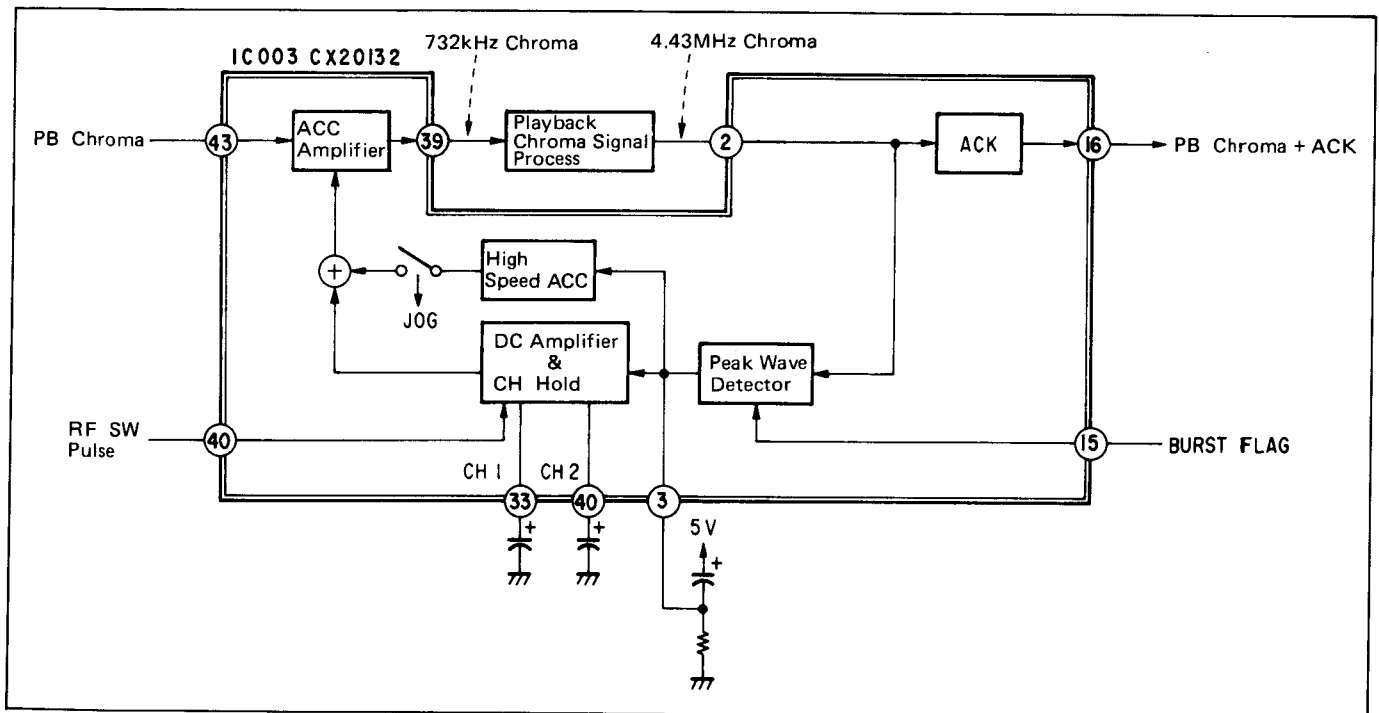 732kHz Chroma
4.43MHz Chroma
IC003 CX20132
PB Chroma
43
ACC
Amplifier
39
Playback
Chroma Signal
Process
2
ACK
16
PB Chroma + ACK
+
JOG
High
Speed ACC
DC Amplifier
&
CH Hold
Peak Wave
Detector
RF SW
Pulse
40
15
BURST FLAG
CH 1
CH 2
33
40
3
+
+
5V
+